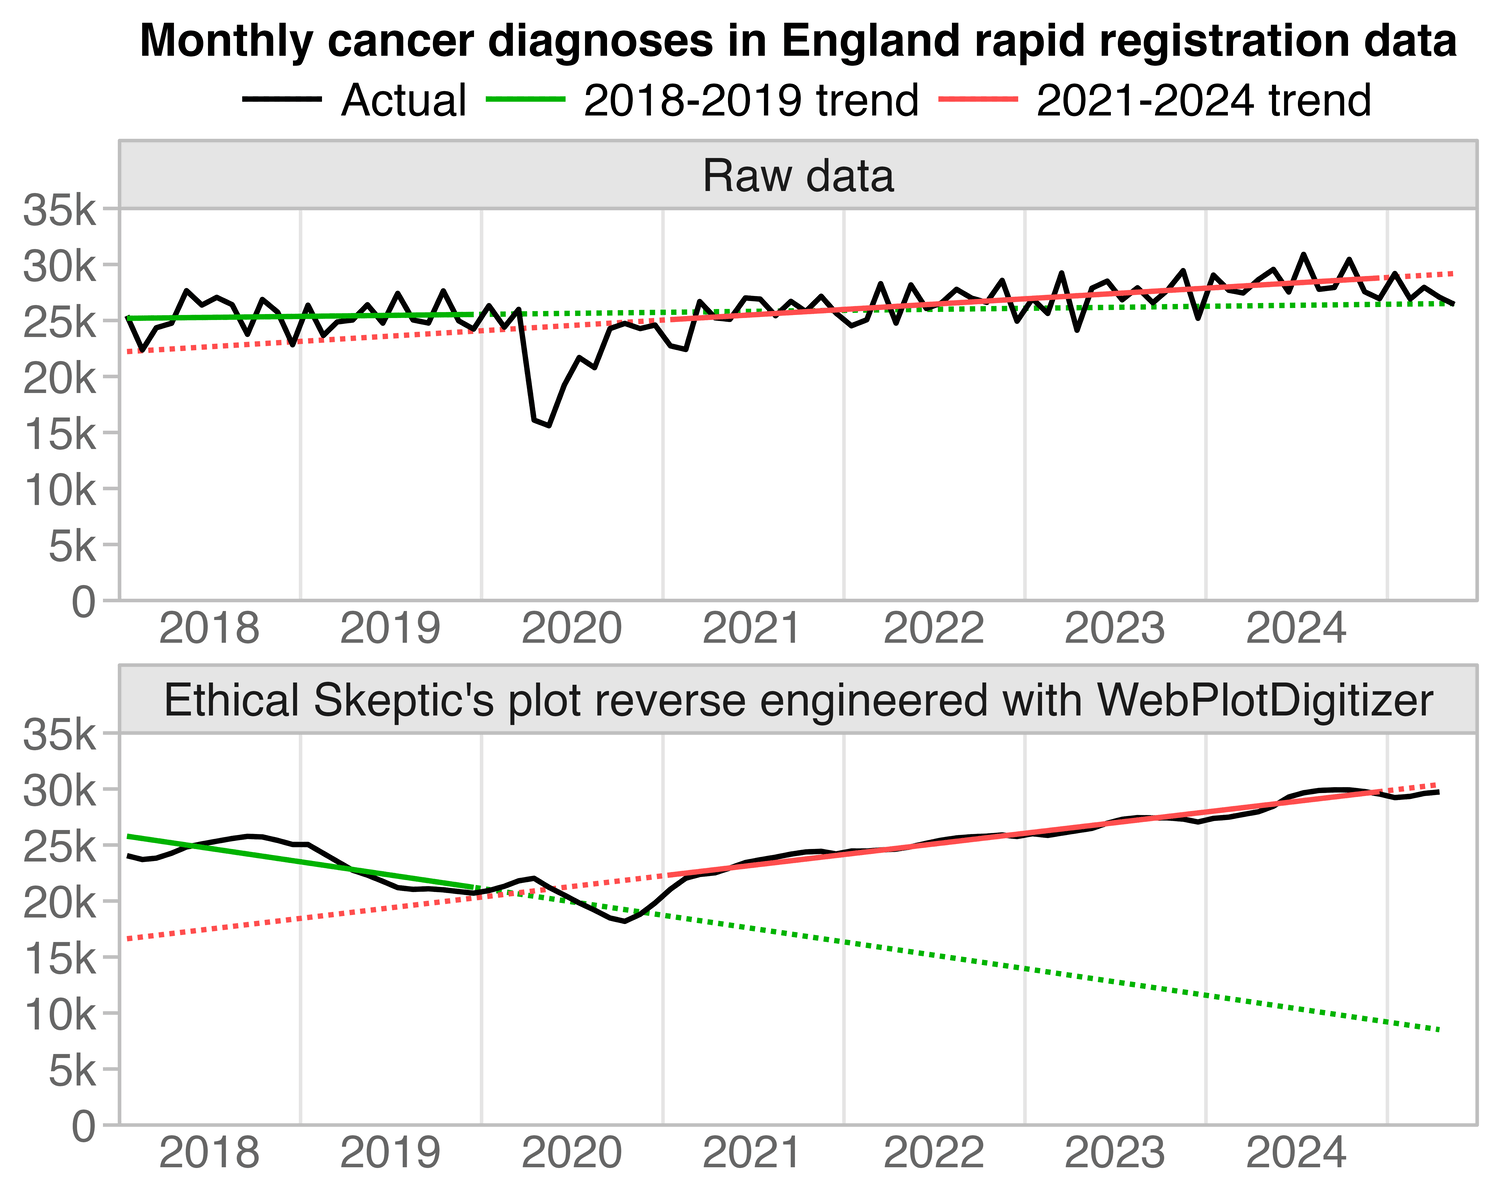 Monthly cancer diagnoses in England rapid registration data
Actual 2018-2019 trend 2021-2024 trend
Raw data
35k
30k
25k
20k
15k
10k
5k
0
2018 2019 2020 2021 2022 2023 2024
Ethical Skeptic's plot reverse engineered with WebPlotDigitizer
35k
30k
25k
20k
15k
10k
5k
0
2018 2019 2020 2021 2022 2023 2024